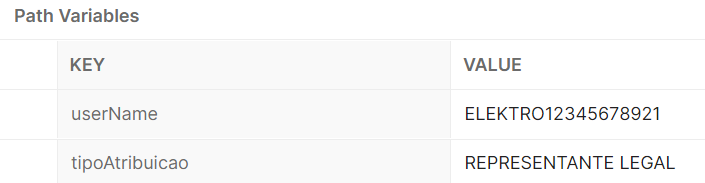 Path Variables
KEY VALUE
userName ELEKTRO12345678921
tipoAtribuicao REPRESENTANTE LEGAL